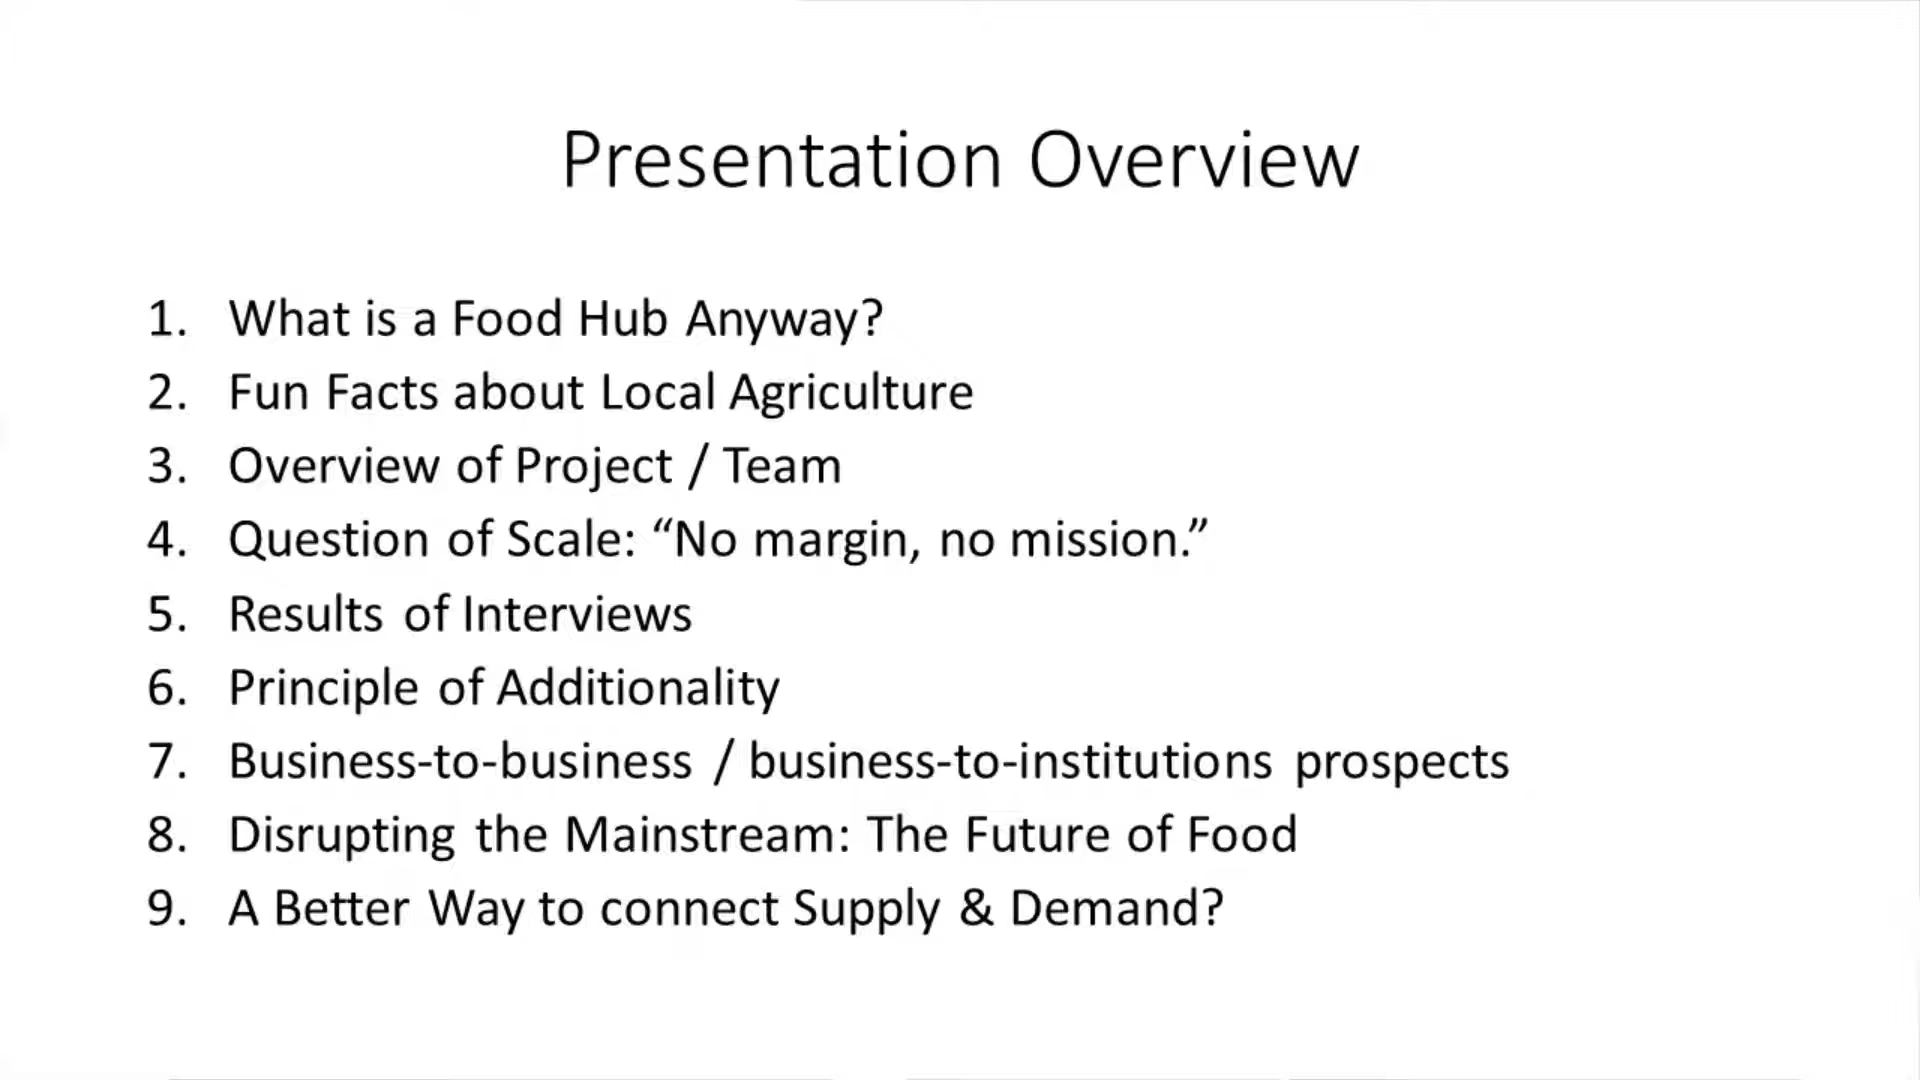 Presentation Overview
1. What is a Food Hub Anyway?
2. Fun Facts about Local Agriculture
3. Overview of Project / Team
4. Question of Scale: “No margin, no mission.”
5. Results of Interviews
6. Principle of Additionality
7. Business-to-business / business-to-institutions prospects
8. Disrupting the Mainstream: The Future of Food
9. A Better Way to connect Supply & Demand?